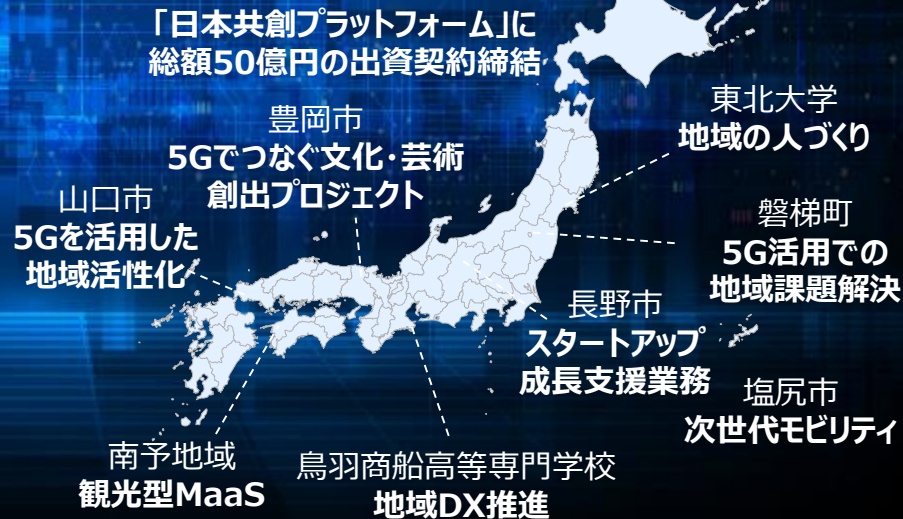 「日本共創プラットフォーム」に
総額50億円の出資契約締結
豊岡市
5Gでつなぐ文化・芸術
創出プロジェクト
山口市
5Gを活用した
地域活性化
東北大学
地域の人づくり
磐梯町
5G活用での
地域課題解決
長野市
スタートアップ
成長支援業務
塩尻市
次世代モビリティ
南予地域
観光型MaaS
鳥羽商船高等専門学校
地域DX推進